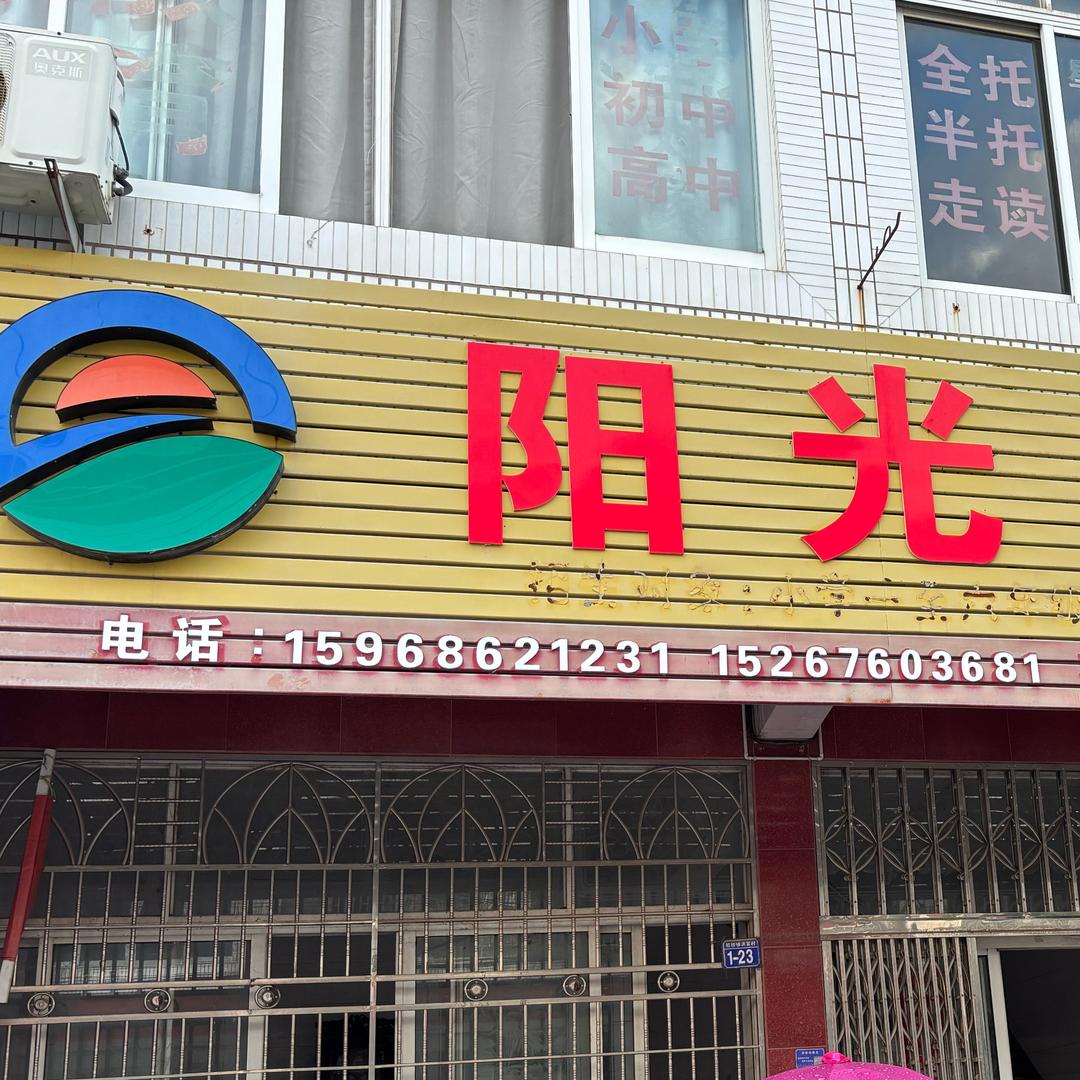 AUX
奥克斯
小学
初中
高中
全托
半托
走读
阳光
电话：15968621231 15267603681
1-23